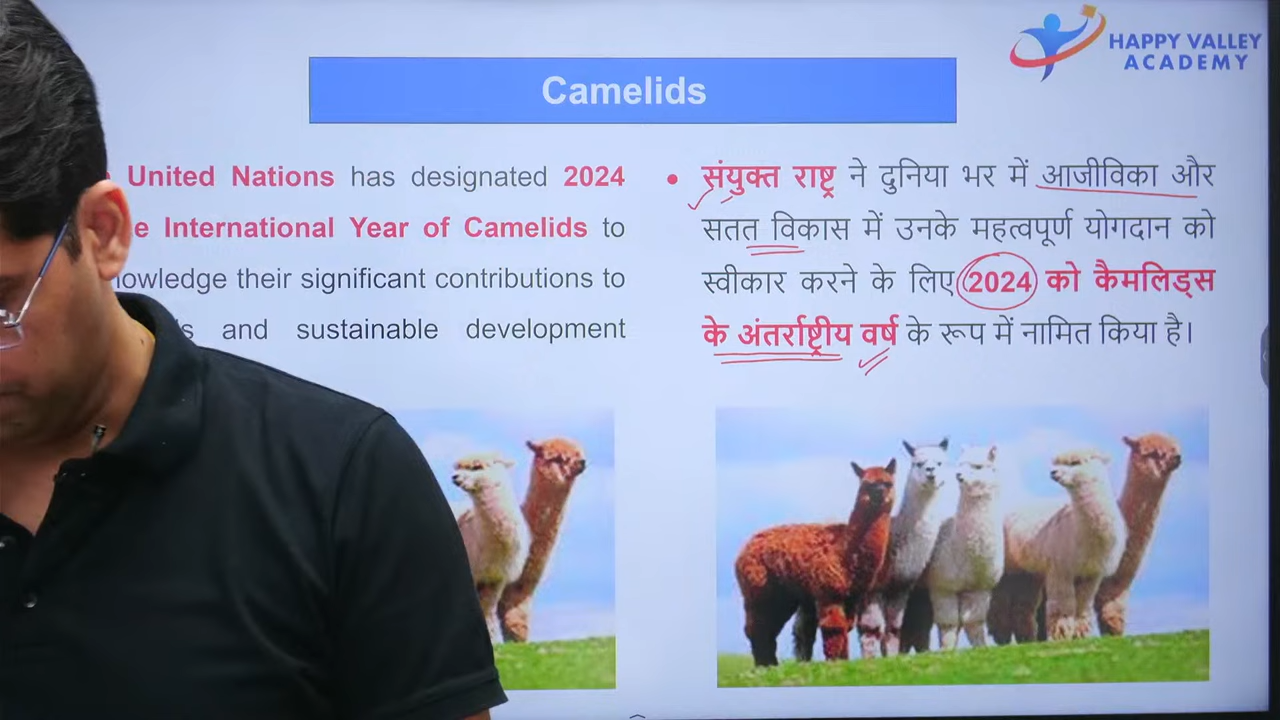 HAPPY VALLEY
ACADEMY
Camelids
United Nations has designated 2024
International Year of Camelids to
their significant contributions to
and sustainable development
• संयुक्त राष्ट्र ने दुनिया भर में आजीविका और
सतत विकास में उनके महत्वपूर्ण योगदान को
स्वीकार करने के लिए 2024 को कैमलिड्स
के अंतर्राष्ट्रीय वर्ष के रूप में नामित किया है।